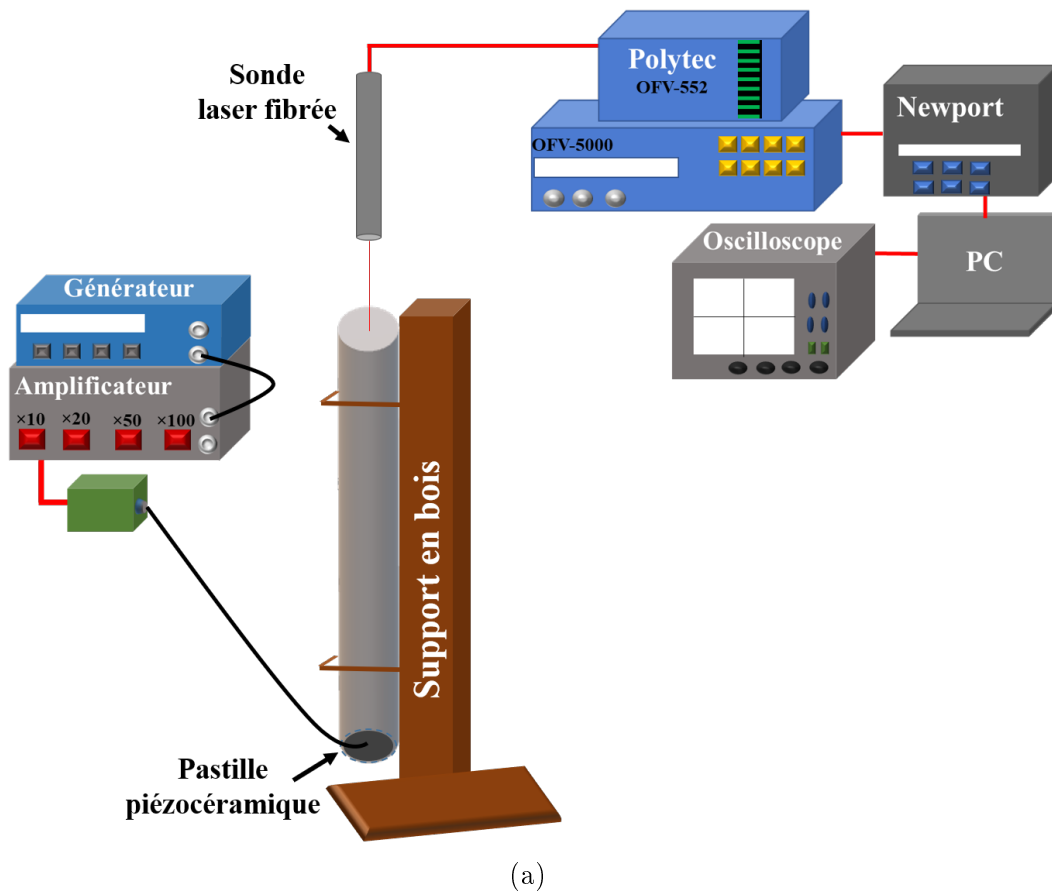 Sonde
laser fibrée
Polytec
OFV-552
OFV-5000
Newport
Oscilloscope
PC
Générateur
Amplificateur
×10 ×20 ×50 ×100
Support en bois
Pastille
piézocéramique
(a)